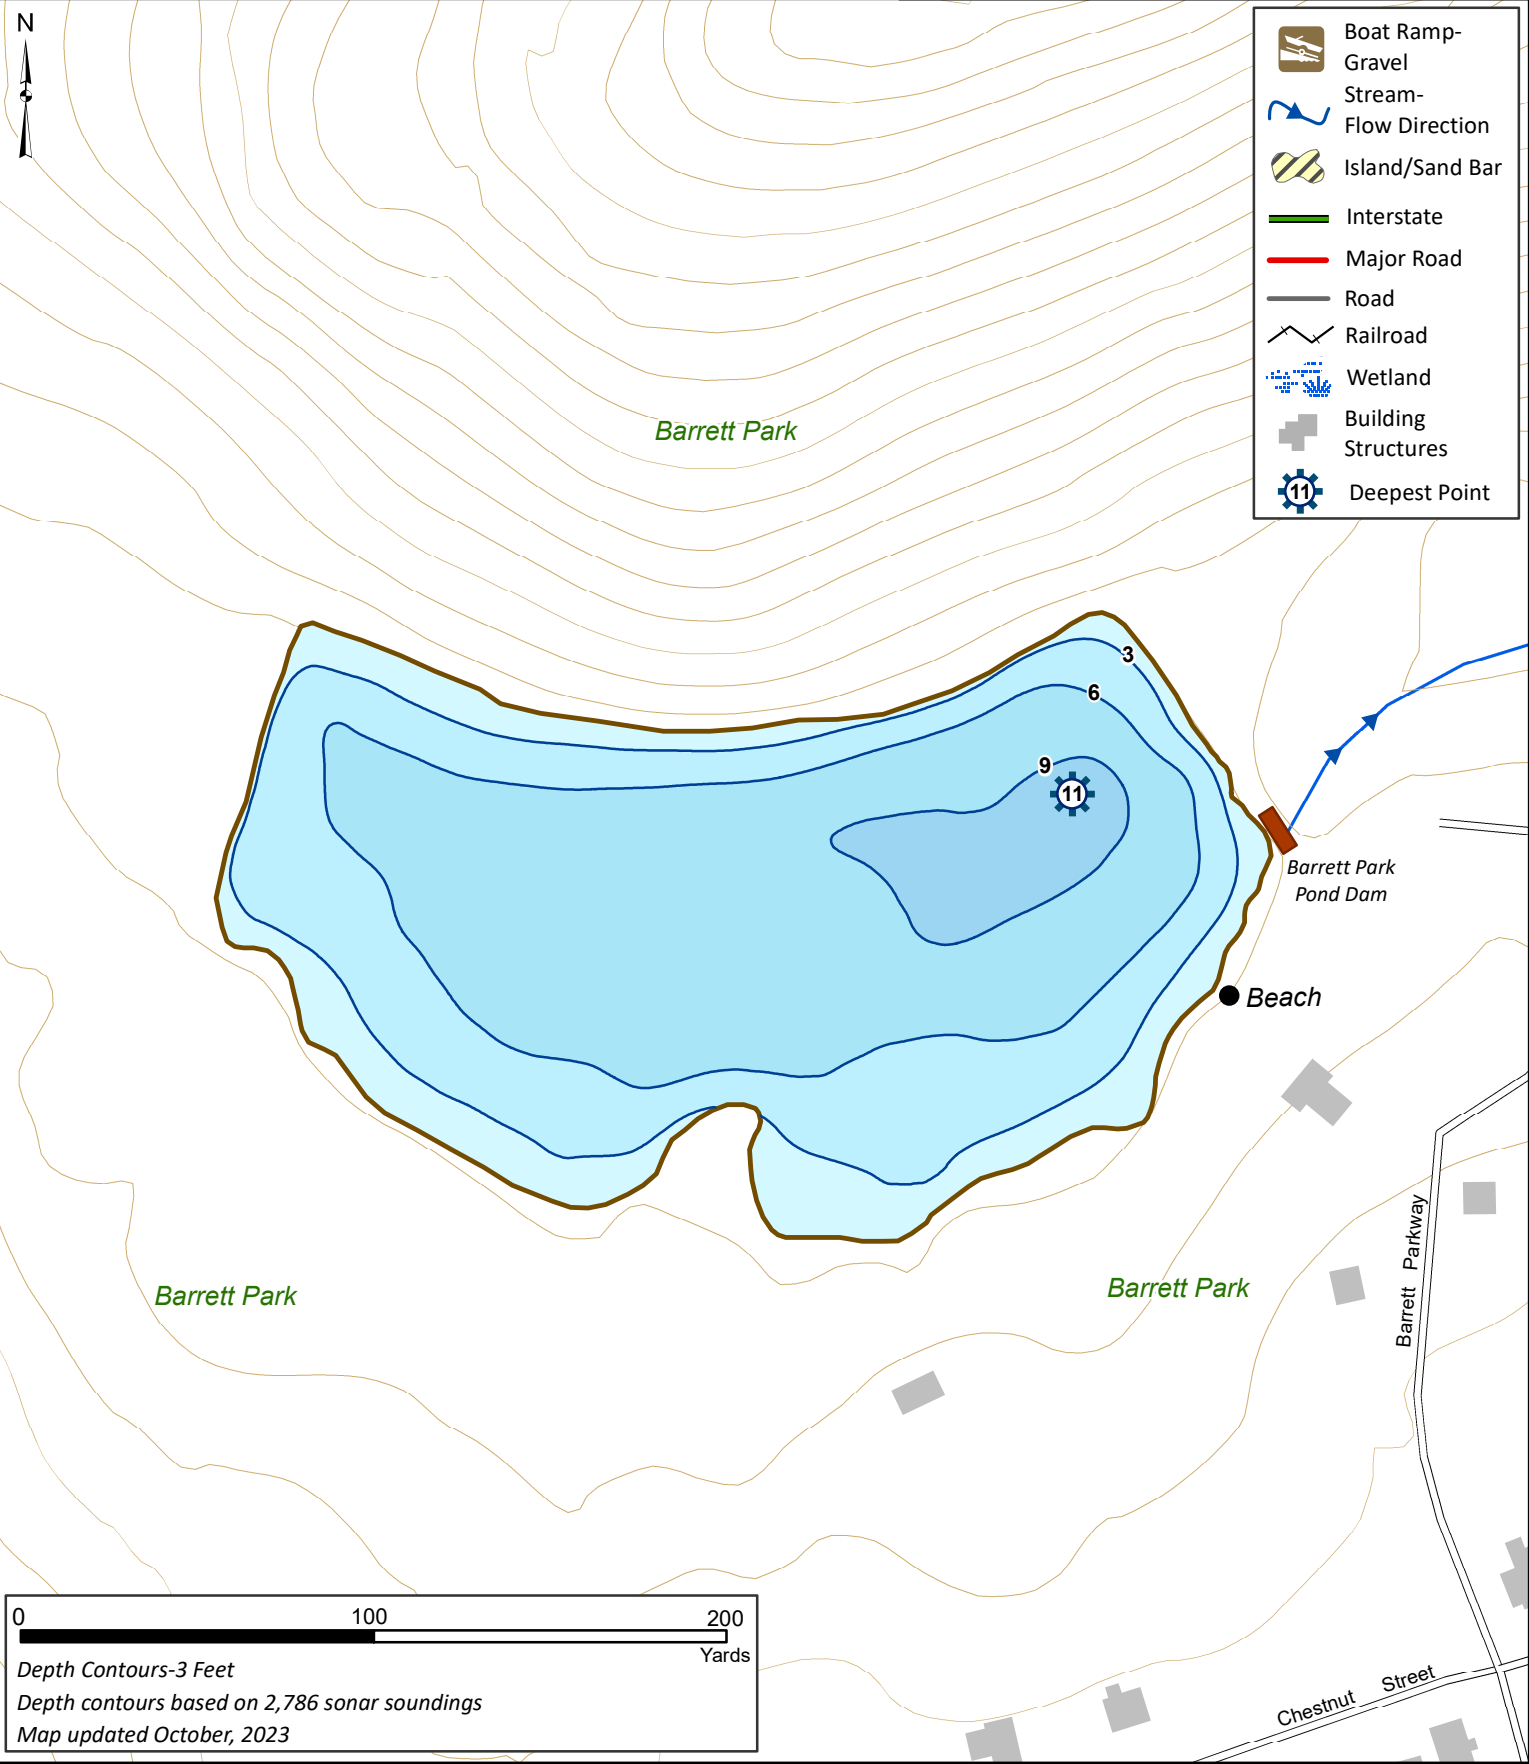 N
Boat Ramp-
Gravel
Stream-
Flow Direction
Island/Sand Bar
Interstate
Major Road
Road
Railroad
Wetland
Building
Structures
11
Deepest Point
Barrett Park
3
6
9
11
Barrett Park
Pond Dam
Beach
Barrett Park
Barrett Park
Barrett Parkway
Chestnut Street
0 100 200
Yards
Depth Contours-3 Feet
Depth contours based on 2,786 sonar soundings
Map updated October, 2023